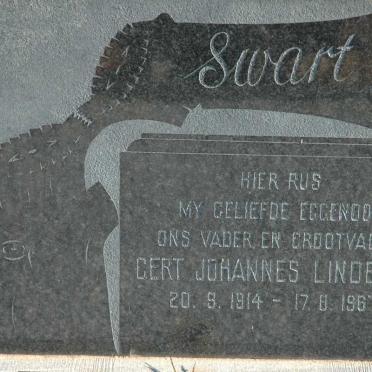 Swart
HIER RUS
MY GELIEFDE EGGENOO
ONS VADER EN GROOTVA
GERT JOHANNES LINDE
20. 9. 1914 - 17. 8. 196